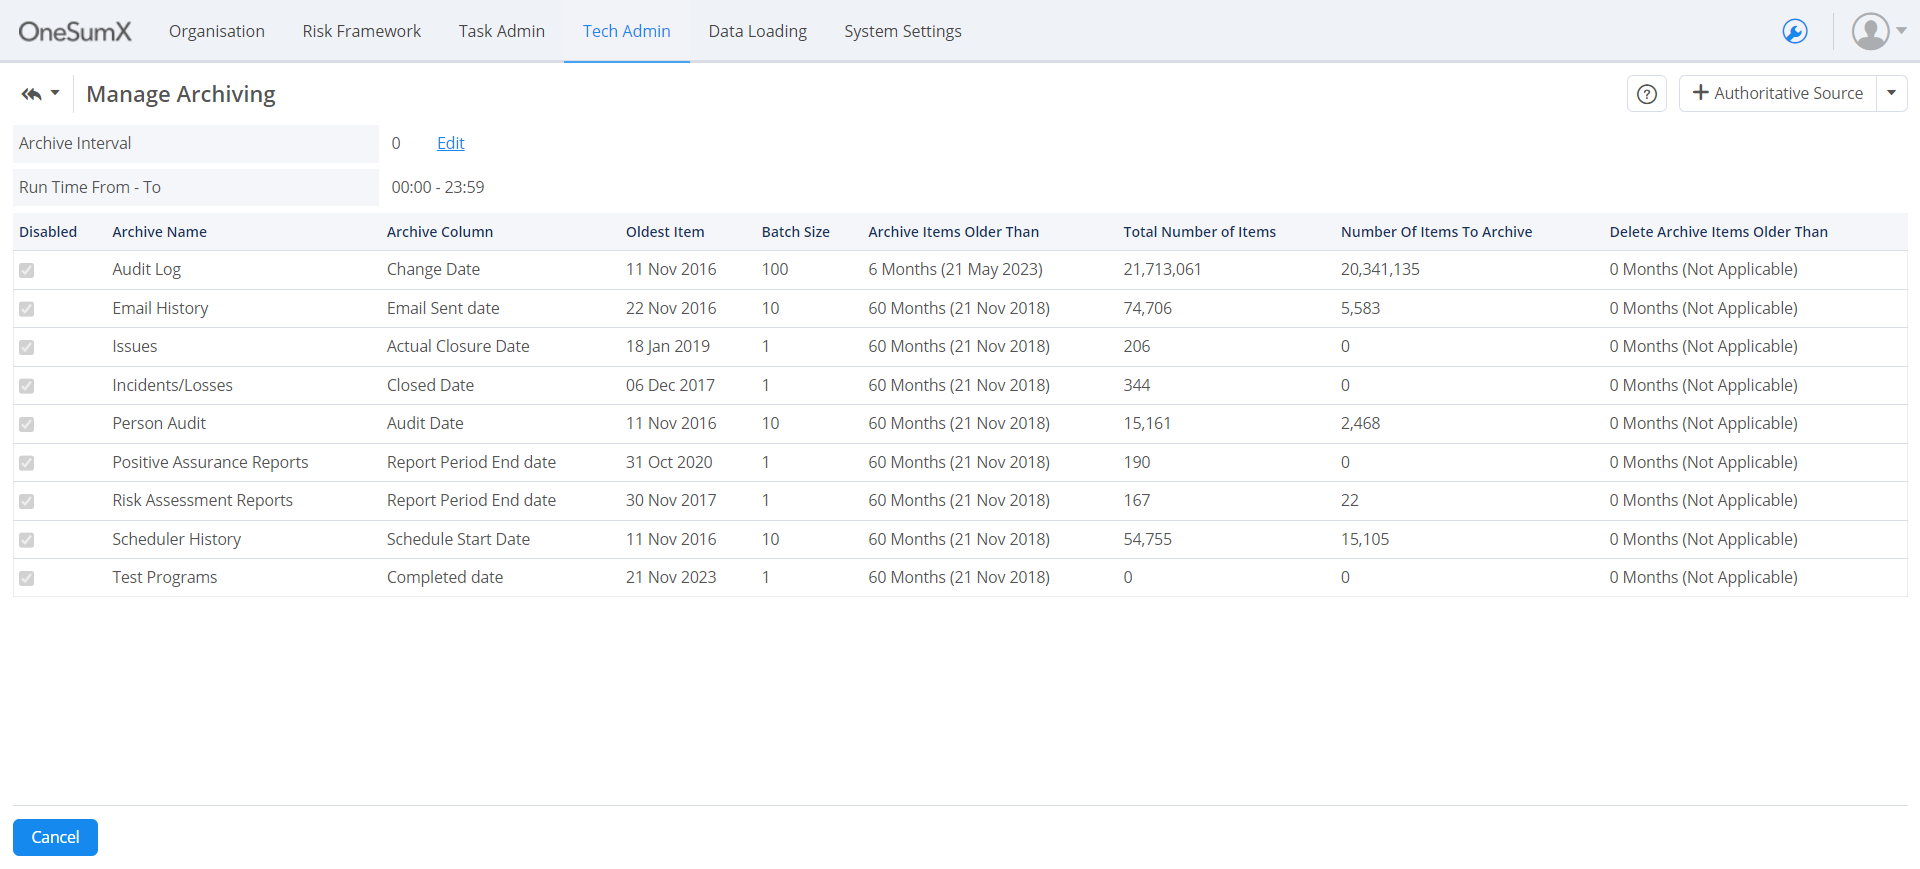 OneSumX Organisation Risk Framework Task Admin Tech Admin Data Loading System Settings
Manage Archiving ? + Authoritative Source
Archive Interval 0 Edit
Run Time From - To 00:00 - 23:59
Disabled Archive Name Archive Column Oldest Item Batch Size Archive Items Older Than Total Number of Items Number Of Items To Archive Delete Archive Items Older Than
Audit Log Change Date 11 Nov 2016 100 6 Months (21 May 2023) 21,713,061 20,341,135 0 Months (Not Applicable)
Email History Email Sent date 22 Nov 2016 10 60 Months (21 Nov 2018) 74,706 5,583 0 Months (Not Applicable)
Issues Actual Closure Date 18 Jan 2019 1 60 Months (21 Nov 2018) 206 0 0 Months (Not Applicable)
Incidents/Losses Closed Date 06 Dec 2017 1 60 Months (21 Nov 2018) 344 0 0 Months (Not Applicable)
Person Audit Audit Date 11 Nov 2016 10 60 Months (21 Nov 2018) 15,161 2,468 0 Months (Not Applicable)
Positive Assurance Reports Report Period End date 31 Oct 2020 1 60 Months (21 Nov 2018) 190 0 0 Months (Not Applicable)
Risk Assessment Reports Report Period End date 30 Nov 2017 1 60 Months (21 Nov 2018) 167 22 0 Months (Not Applicable)
Scheduler History Schedule Start Date 11 Nov 2016 10 60 Months (21 Nov 2018) 54,755 15,105 0 Months (Not Applicable)
Test Programs Completed date 21 Nov 2023 1 60 Months (21 Nov 2018) 0 0 0 Months (Not Applicable)
Cancel